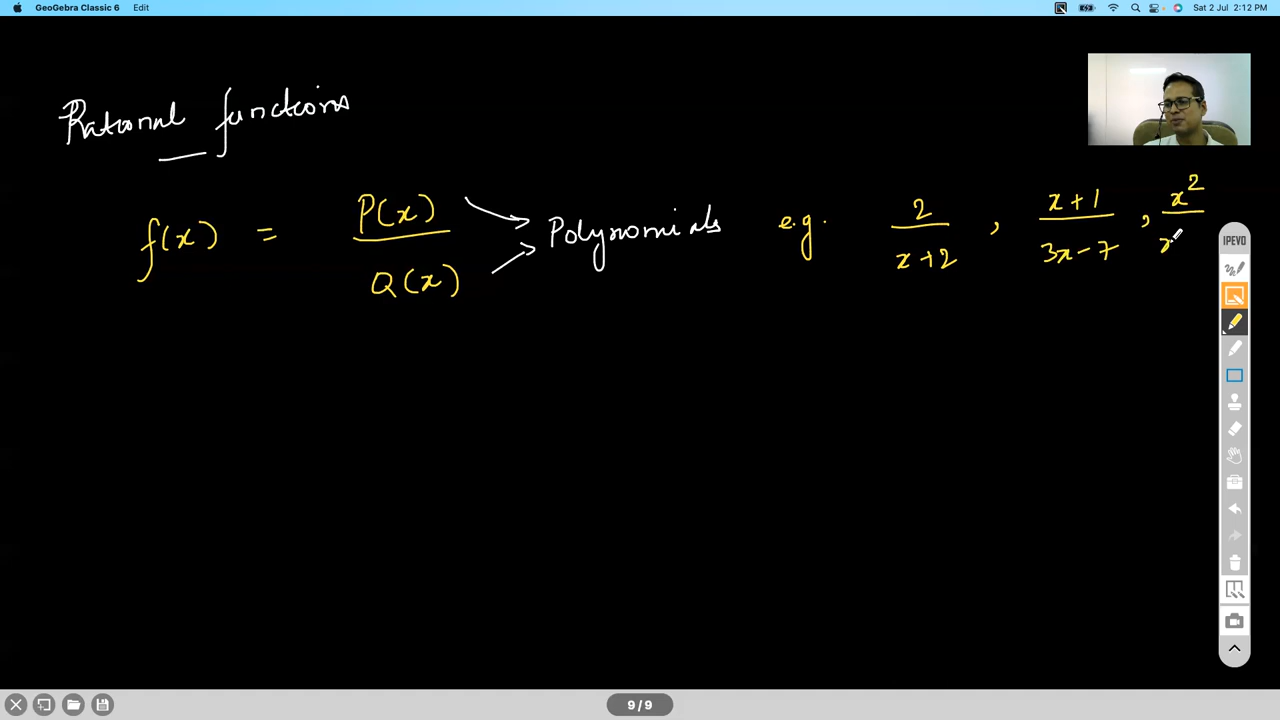 GeoGebra Classic 6 Edit Sat 2 Jul 2:12 PM
Rational functions
f(x) = P(x) / Q(x) Polynomials e.g. 2 / x+2 , x+1 / 3x-7 , x² / x
IPEVO
9/9